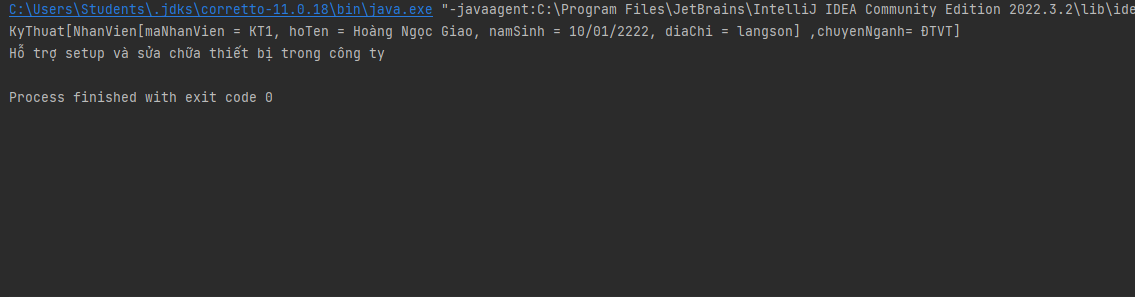 C:\Users\Students\.jdks\corretto-11.0.18\bin\java.exe "-javaagent:C:\Program Files\JetBrains\IntelliJ IDEA Community Edition 2022.3.2\lib\ide
KyThuat[NhanVien[maNhanVien = KT1, hoTen = Hoàng Ngọc Giao, namSinh = 10/01/2222, diaChi = langson] ,chuyenNganh= ĐTVT]
Hỗ trợ setup và sửa chữa thiết bị trong công ty
Process finished with exit code 0